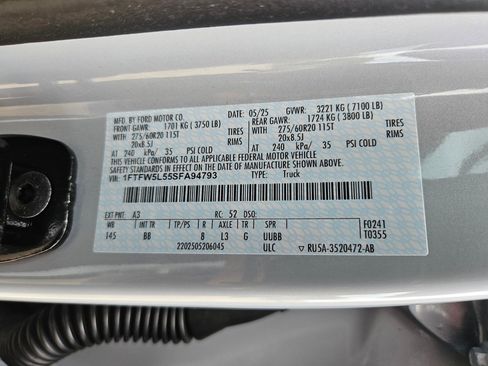 MFD. BY FORD MOTOR CO. 05/25 GVWR: 3221 KG ( 7100 LB)
FRONT GAWR: 1701 KG ( 3750 LB) REAR GAWR: 1724 KG ( 3800 LB)
WITH 275/60R20 115T TIRES WITH 275/60R20 115T TIRES
20x8.5J RIMS 20x8.5J RIMS
AT 240 kPa/ 35 PSI COLD AT 240 kPa/ 35 PSI COLD
THIS VEHICLE CONFORMS TO ALL APPLICABLE FEDERAL MOTOR VEHICLE
SAFETY STANDARDS IN EFFECT ON THE DATE OF MANUFACTURE SHOWN ABOVE.
VIN: 1FTFW5L55SFA94793 TYPE: Truck
EXT PNT: A3 RC: 52 DSO:
WB INT TR TP/PS R AXLE TR SPR F0241
145 BB 8 L3 G UUBB T0355
2202505206045 ULC RU5A-3520472-AB